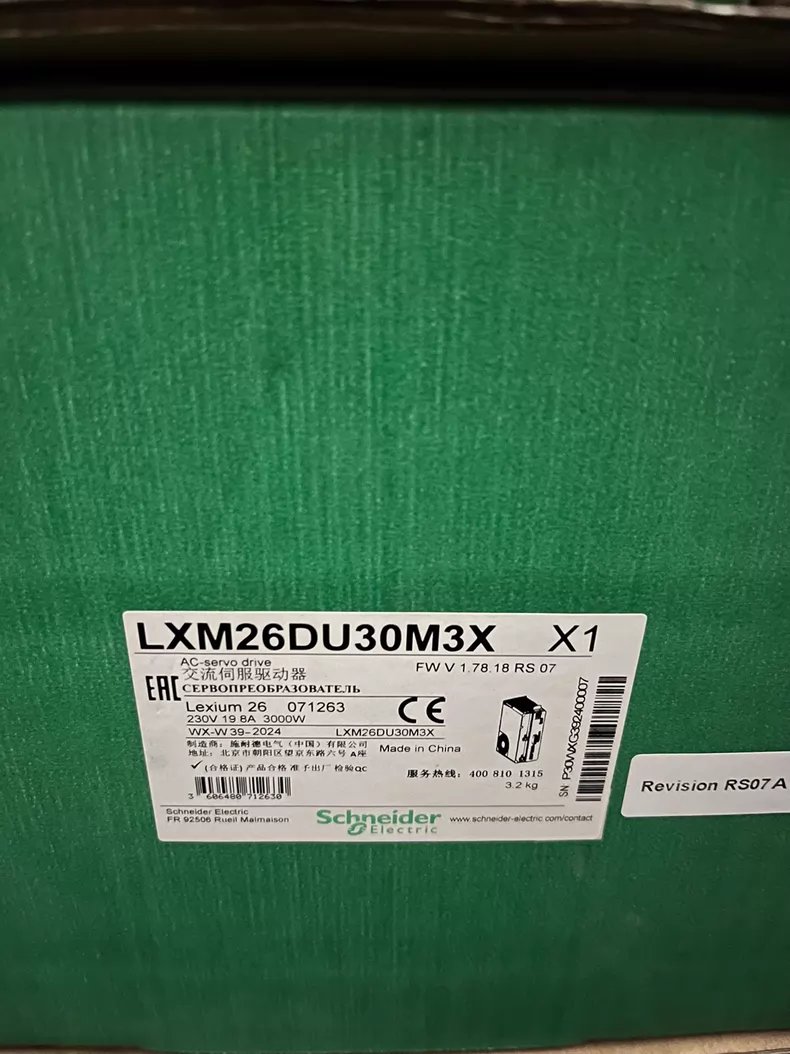 LXM26DU30M3X X1
AC-servo drive
FW V 1.78.18 RS 07
交流伺服驱动器
EAC СЕРВОПРЕОБРАЗОВАТЕЛЬ
Lexium 26 071263
CE
230V 19.8A 3000W
WX-W 39-2024
LXM26DU30M3X
制造商: 施耐德电气 (中国) 有限公司
地址: 北京市朝阳区望京东路六号 A座
Made in China
✓ (合格证) 产品合格 准予出厂 检验QC
服务热线: 400 810 1315
3.2 kg
3 606480 712630
SN P30WXG392400007
Schneider Electric
FR 92506 Rueil Malmaison
Schneider
Electric
www.schneider-electric.com/contact
Revision RS07A